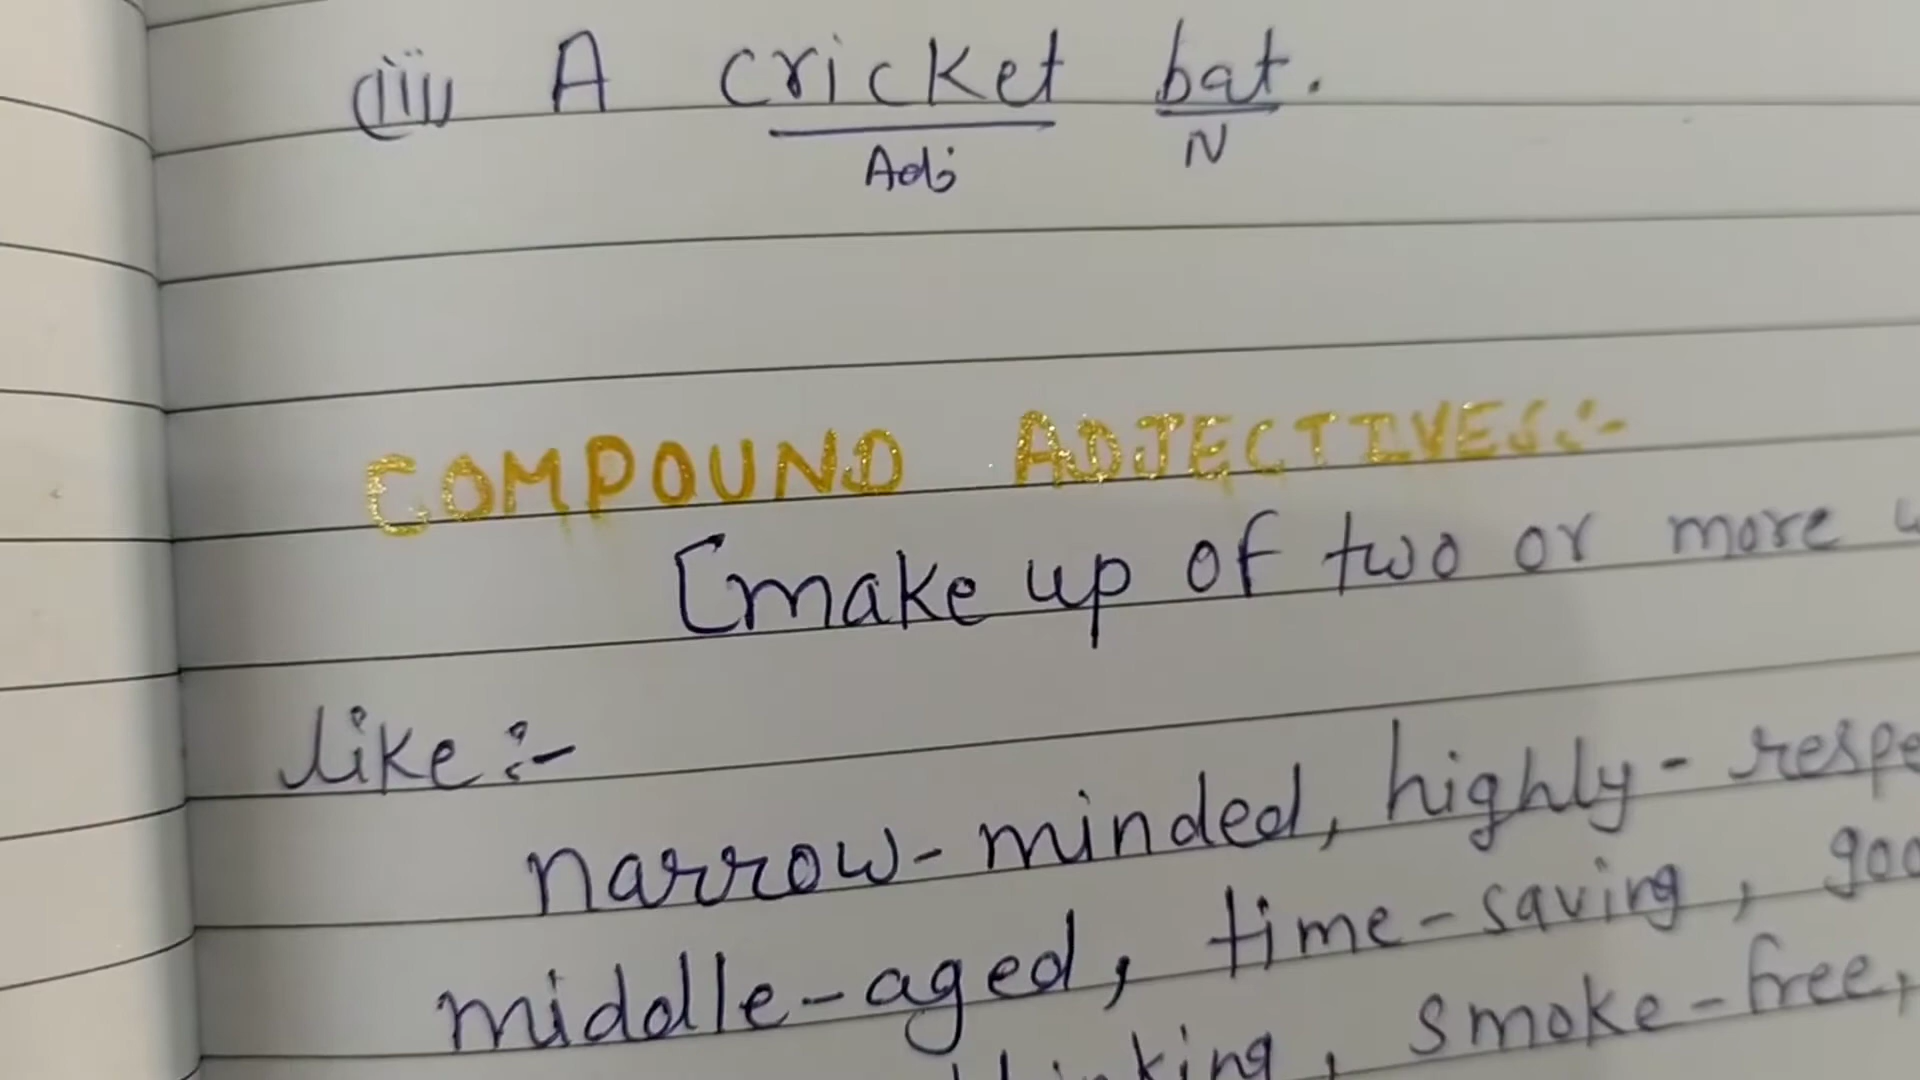 (iii) A cricket bat.
Adj N
COMPOUND ADJECTIVES:-
[make up of two or more
like:-
narrow-minded, highly-
middle-aged, time-saving,
smoke-free,